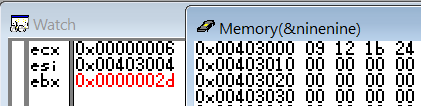 Watch
ecx 0x00000006
esi 0x00403004
ebx 0x0000002d
Memory(&ninenine)
0x00403000 09 12 1b 24
0x00403010 00 00 00 00
0x00403020 00 00 00 00
0x00403030 00 00 00 00